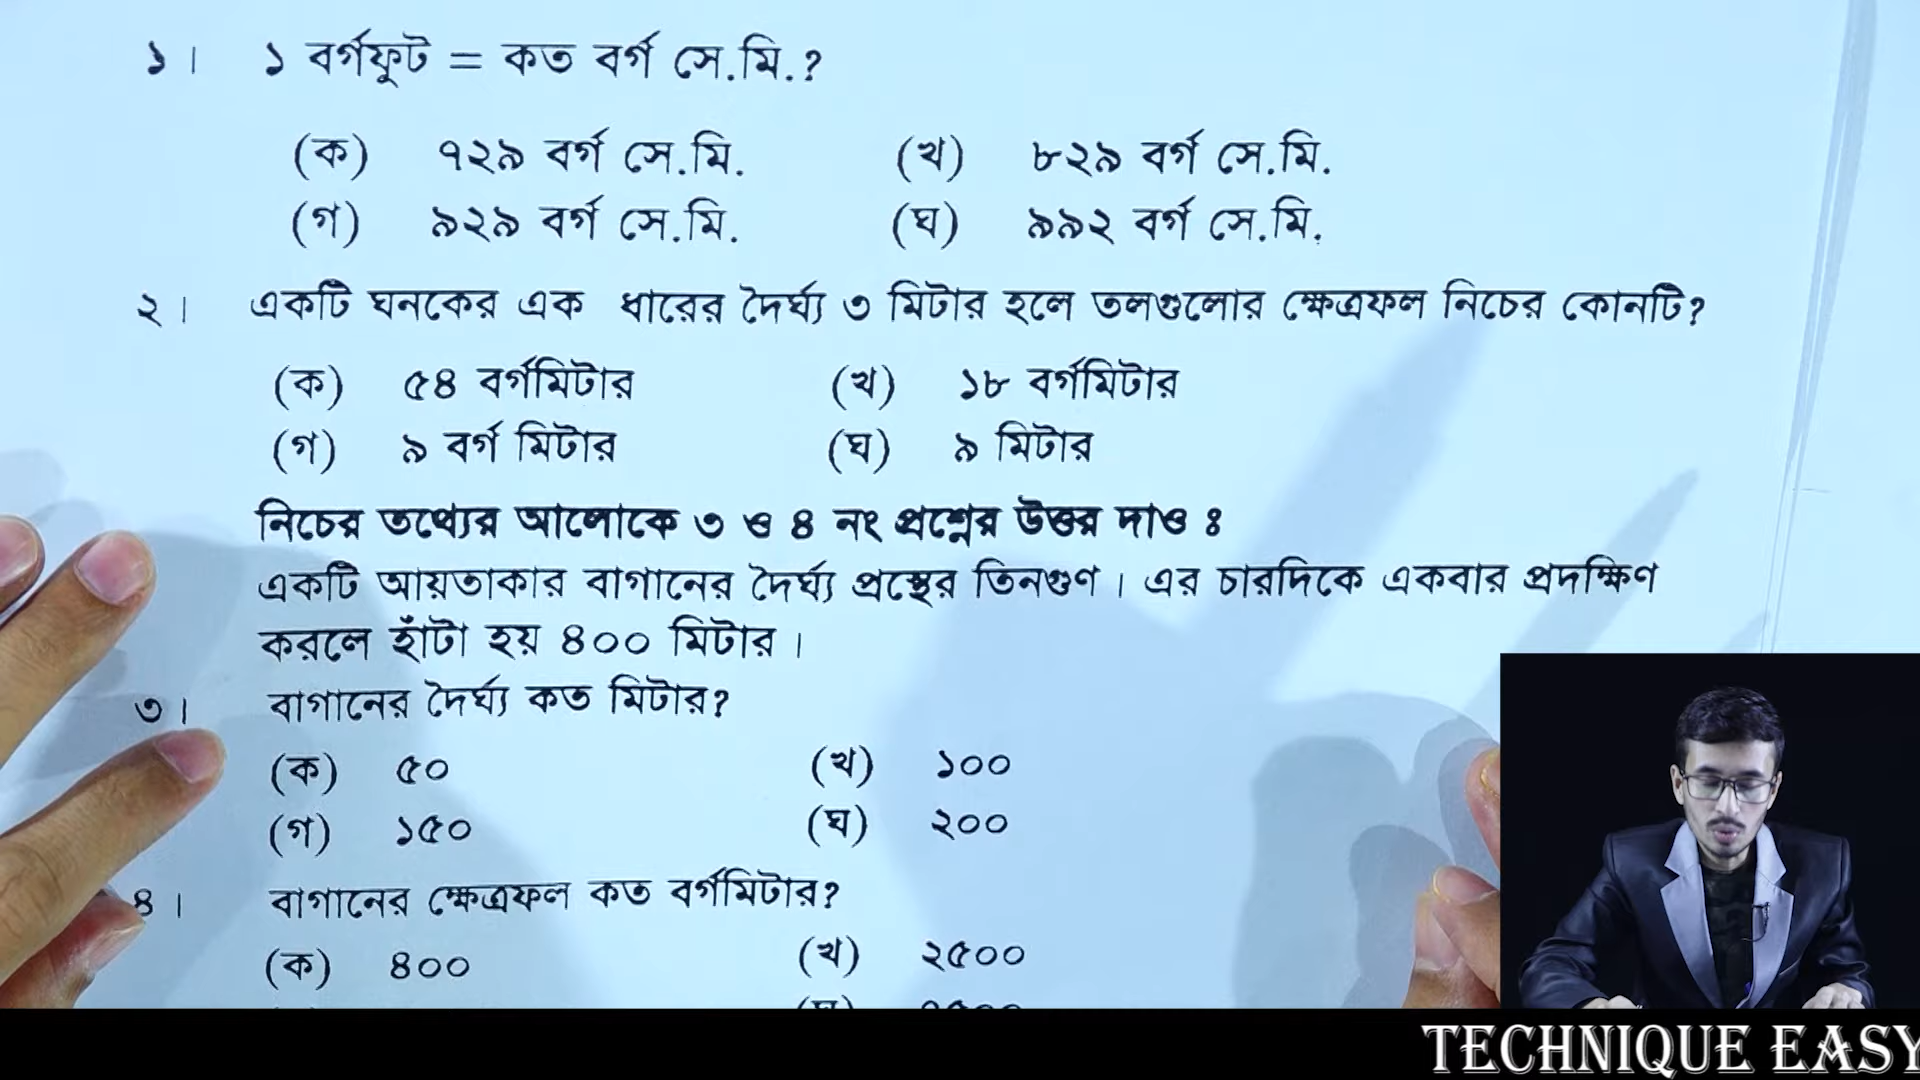 ১। ১ বর্গফুট = কত বর্গ সে.মি.?
(ক) ৭২৯ বর্গ সে.মি. (খ) ৮২৯ বর্গ সে.মি.
(গ) ৯২৯ বর্গ সে.মি. (ঘ) ৯৯২ বর্গ সে.মি.
২। একটি ঘনকের এক ধারের দৈর্ঘ্য ৩ মিটার হলে তলগুলোর ক্ষেত্রফল নিচের কোনটি?
(ক) ৫৪ বর্গমিটার (খ) ১৮ বর্গমিটার
(গ) ৯ বর্গ মিটার (ঘ) ৯ মিটার
নিচের তথ্যের আলোকে ৩ ও ৪ নং প্রশ্নের উত্তর দাও ঃ
একটি আয়তাকার বাগানের দৈর্ঘ্য প্রস্থের তিনগুণ। এর চারদিকে একবার প্রদক্ষিণ
করলে হাঁটা হয় ৪০০ মিটার।
৩। বাগানের দৈর্ঘ্য কত মিটার?
(ক) ৫০ (খ) ১০০
(গ) ১৫০ (ঘ) ২০০
৪। বাগানের ক্ষেত্রফল কত বর্গমিটার?
(ক) ৪০০ (খ) ২৫০০
TECHNIQUE EASY